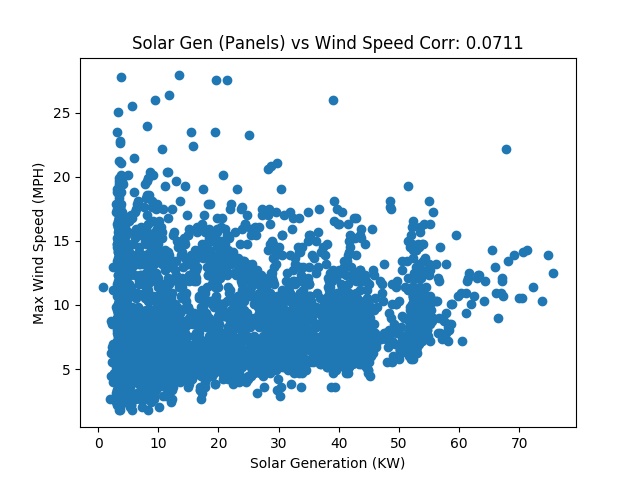 Solar Gen (Panels) vs Wind Speed Corr: 0.0711
25
20
15
10
5
Max Wind Speed (MPH)
0 10 20 30 40 50 60 70
Solar Generation (KW)